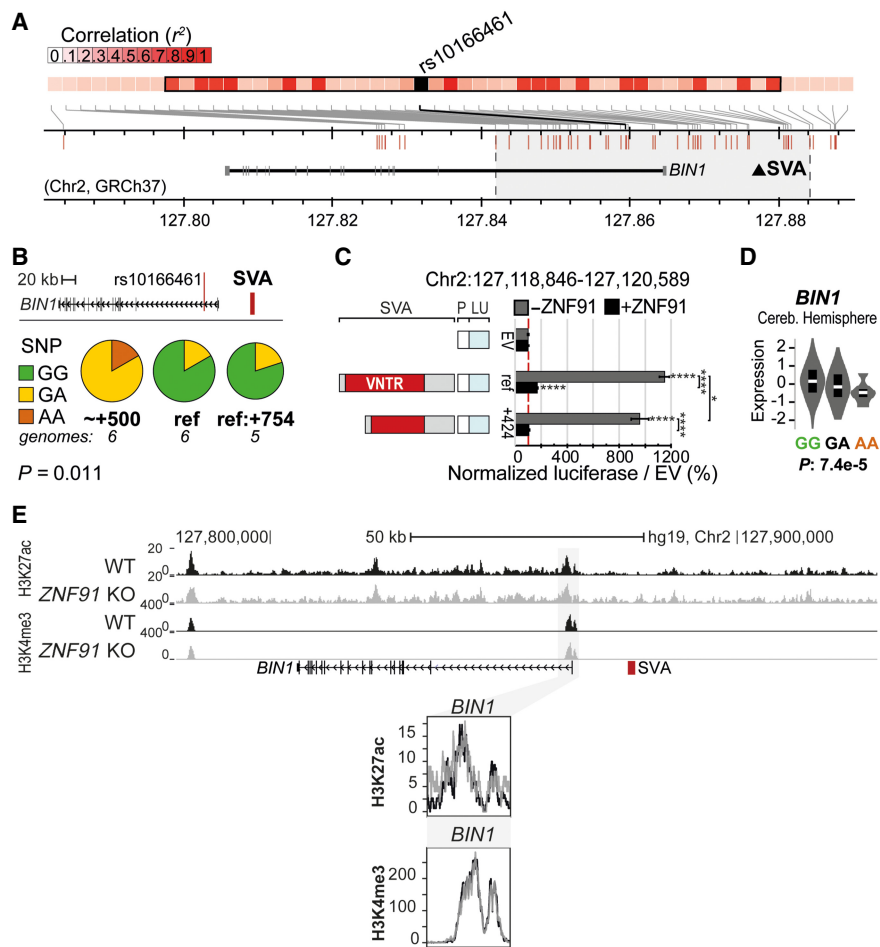 A
Correlation (r²)
0 .1 .2 .3 .4 .5 .6 .7 .8 .9 1
rs10166461
BIN1
▲SVA
(Chr2, GRCh37)
127.80 127.82 127.84 127.86 127.88
B
20 kb
rs10166461
SVA
BIN1
SNP
GG
GA
AA
~+500 ref ref:+754
genomes: 6 6 5
P = 0.011
C
Chr2:127,118,846-127,120,589
SVA P LU
–ZNF91 +ZNF91
EV
VNTR
ref
+424
****
****
****
*
****
****
0 400 800 1200
Normalized luciferase / EV (%)
D
BIN1
Cereb. Hemisphere
Expression
2
1
0
-1
-2
GG GA AA
P: 7.4e-5
E
127,800,000| 50 kb hg19, Chr2 |127,900,000
H3K27ac
20
WT
0
20
ZNF91 KO
0
H3K4me3
400
WT
0
400
ZNF91 KO
0
BIN1
SVA
BIN1
H3K27ac
15
10
5
0
BIN1
H3K4me3
200
100
0